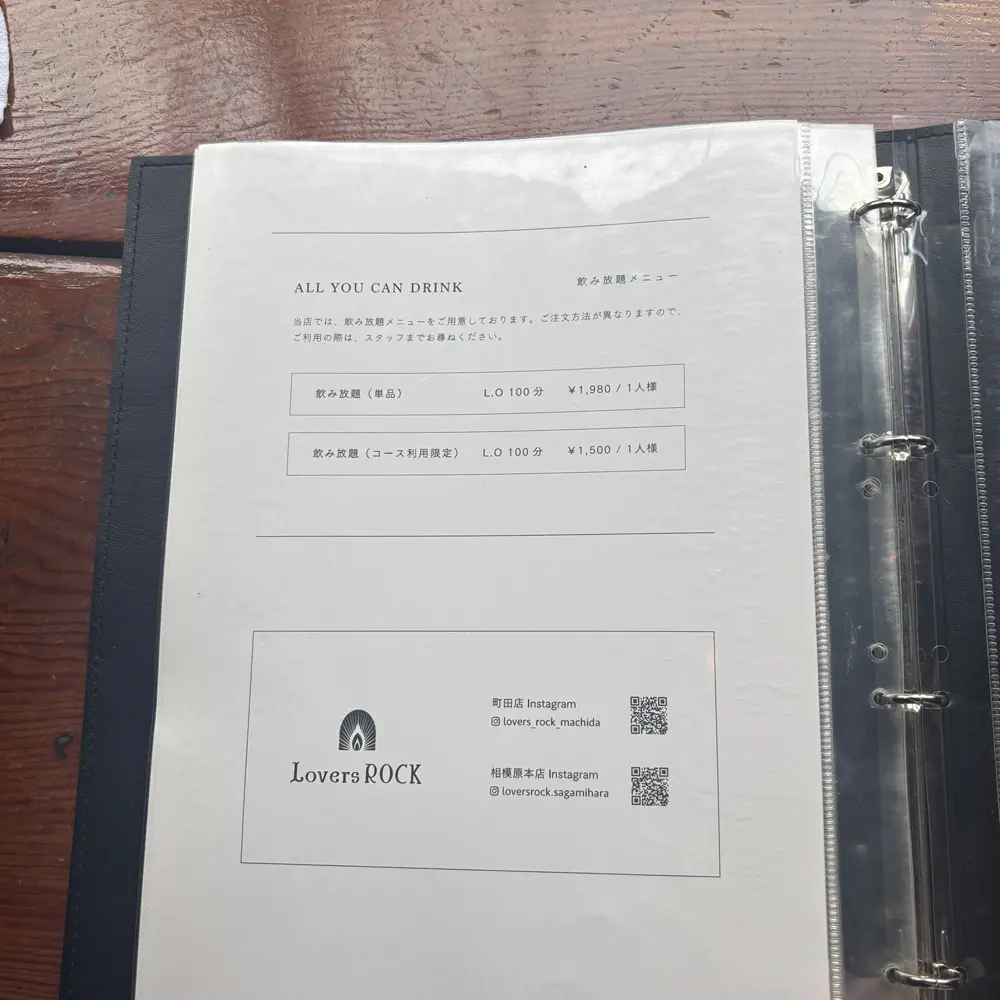 ALL YOU CAN DRINK 飲み放題メニュー
当店では、飲み放題メニューをご用意しております。ご注文方法が異なりますので、
ご利用の際は、スタッフまでお尋ねください。
飲み放題（単品） L.O 100 分 ¥1,980 / 1人様
飲み放題（コース利用限定） L.O 100 分 ¥1,500 / 1人様
Lovers ROCK
町田店 Instagram
lovers_rock_machida
相模原本店 Instagram
loversrock.sagamihara